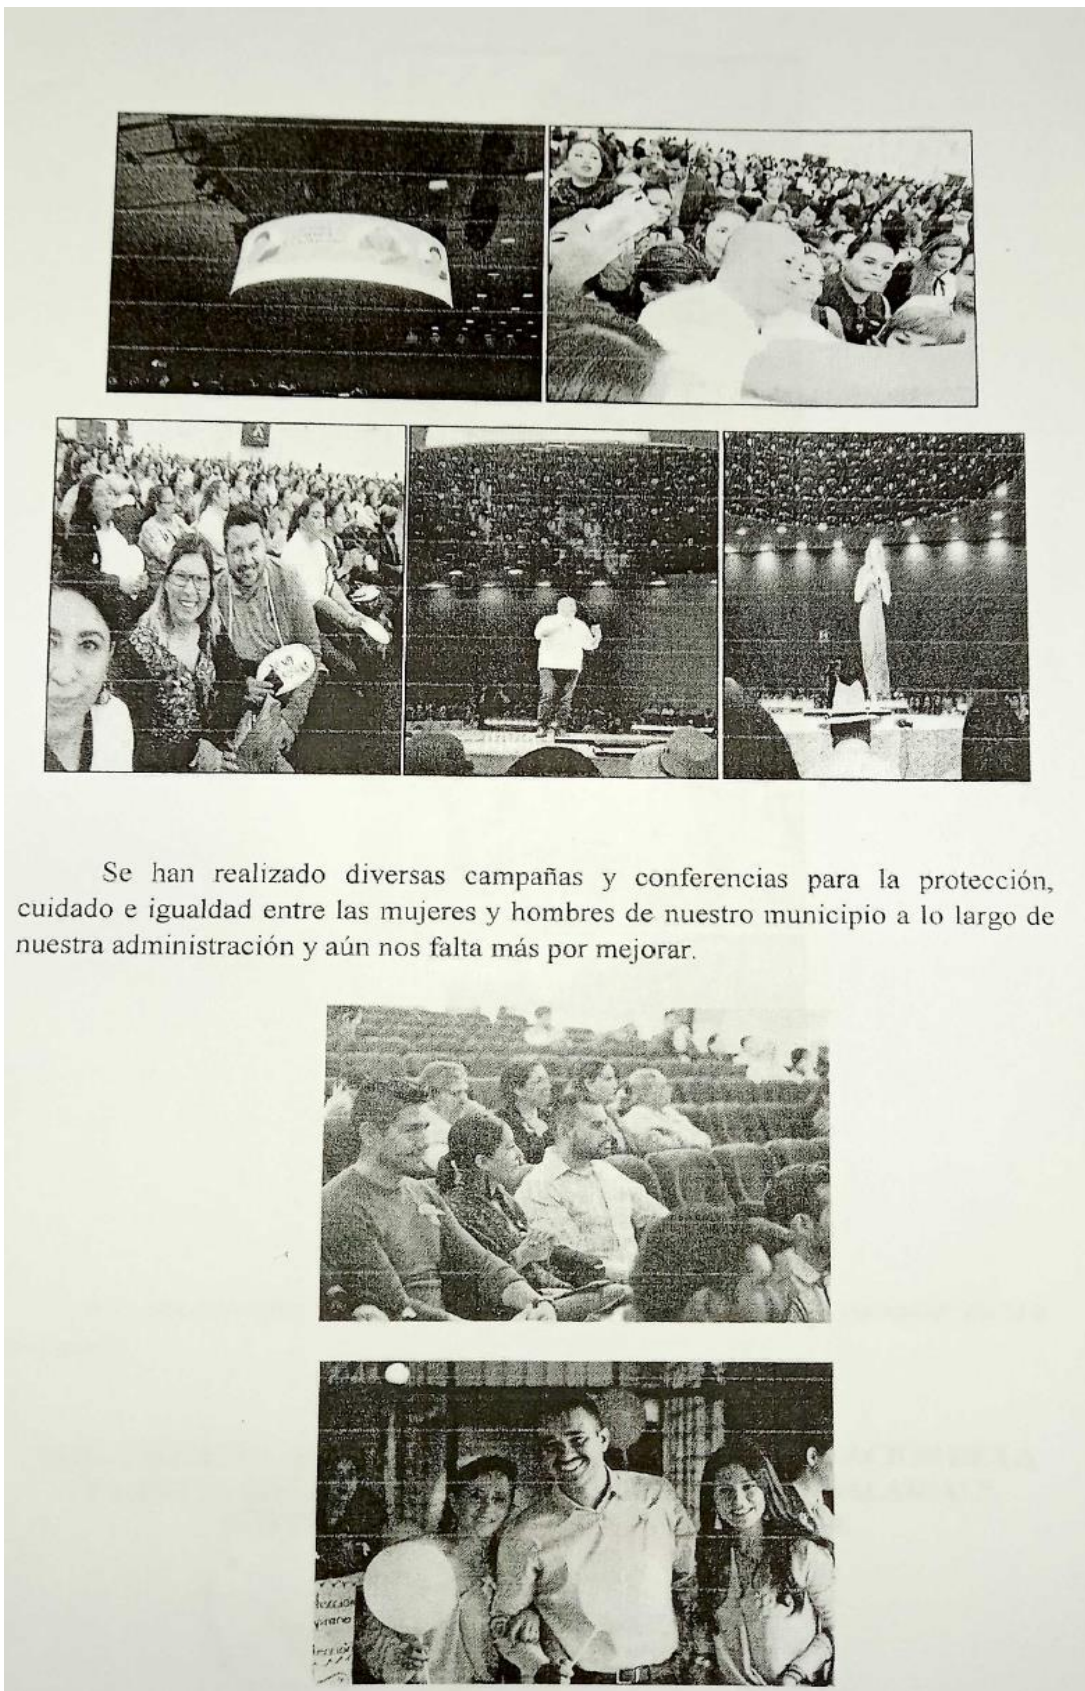 Se han realizado diversas campañas y conferencias para la protección,
cuidado e igualdad entre las mujeres y hombres de nuestro municipio a lo largo de
nuestra administración y aún nos falta más por mejorar.